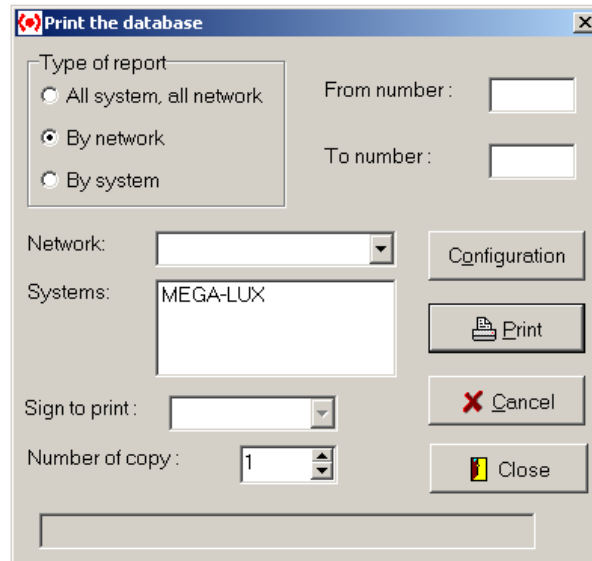 Print the database
Type of report
All system, all network
By network
By system
From number :
To number :
Network:
Systems:
MEGA-LUX
Sign to print :
Number of copy :
1
Configuration
Print
Cancel
Close